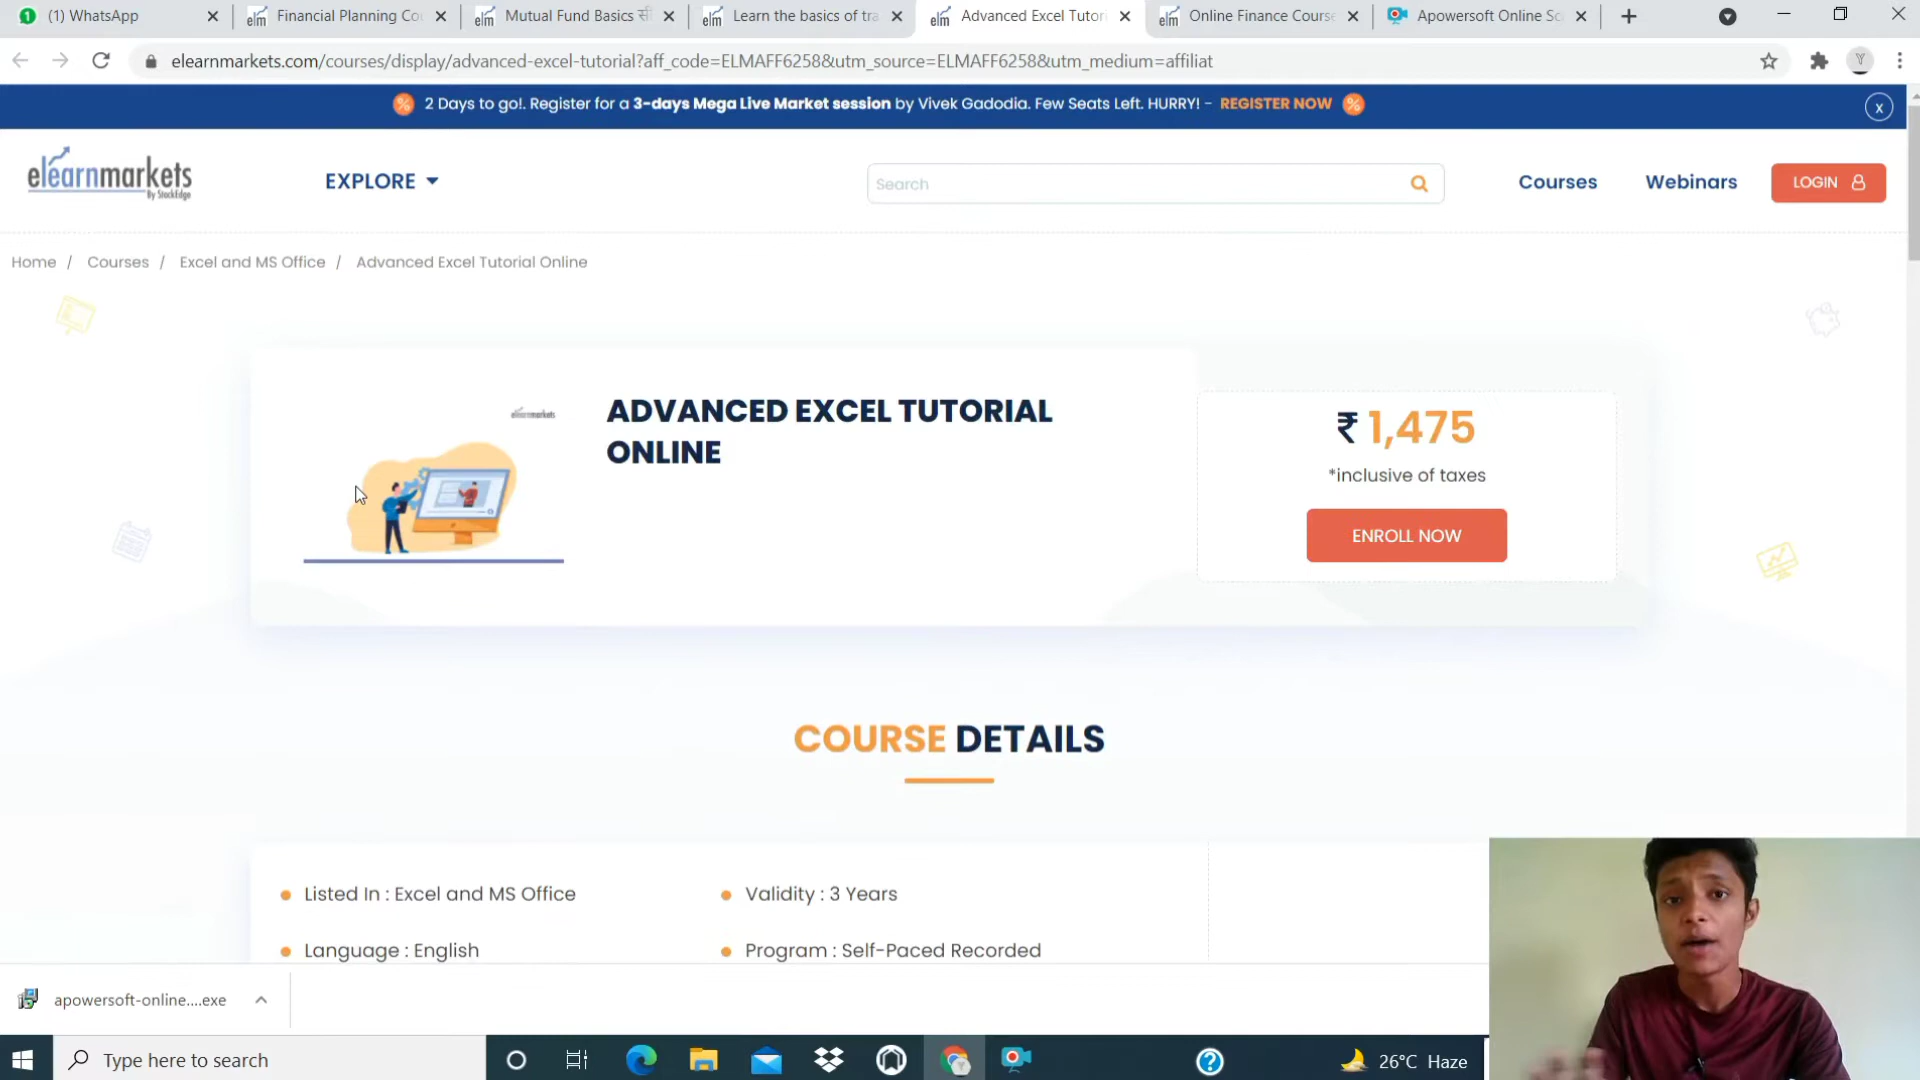 (1) WhatsApp
Financial Planning Co
Mutual Fund Basics सी
Learn the basics of tra
Advanced Excel Tutori
Online Finance Course
Apowersoft Online Sc
Y
elearnmarkets.com/courses/display/advanced-excel-tutorial?aff_code=ELMAFF6258&utm_source=ELMAFF6258&utm_medium=affiliat
2 Days to go!. Register for a 3-days Mega Live Market session by Vivek Gadodia. Few Seats Left. HURRY! - REGISTER NOW
x
elearnmarkets
By StockEdge
EXPLORE
Search
Courses
Webinars
LOGIN
Home / Courses / Excel and MS Office / Advanced Excel Tutorial Online
elearnmarkets
ADVANCED EXCEL TUTORIAL
ONLINE
₹ 1,475
*inclusive of taxes
ENROLL NOW
COURSE DETAILS
Listed In : Excel and MS Office
Validity : 3 Years
Language : English
Program : Self-Paced Recorded
apowersoft-online....exe
Type here to search
26°C Haze